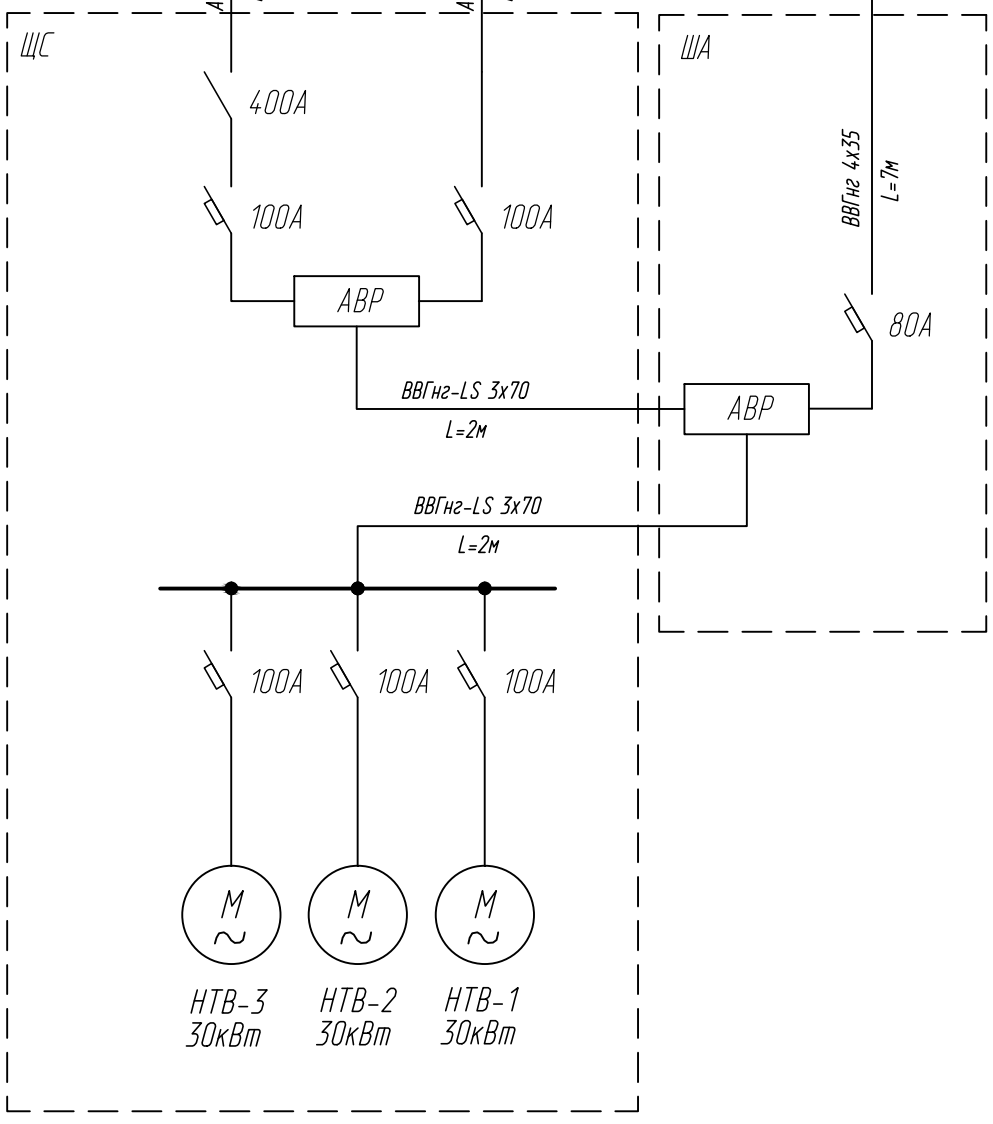 ЩС
ША
400А
ВВГнг 4х35
L=7м
100А
100А
АВР
80А
ВВГнг-LS 3х70
L=2м
АВР
ВВГнг-LS 3х70
L=2м
100А
100А
100А
М
М
М
НТВ-3
30кВт
НТВ-2
30кВт
НТВ-1
30кВт